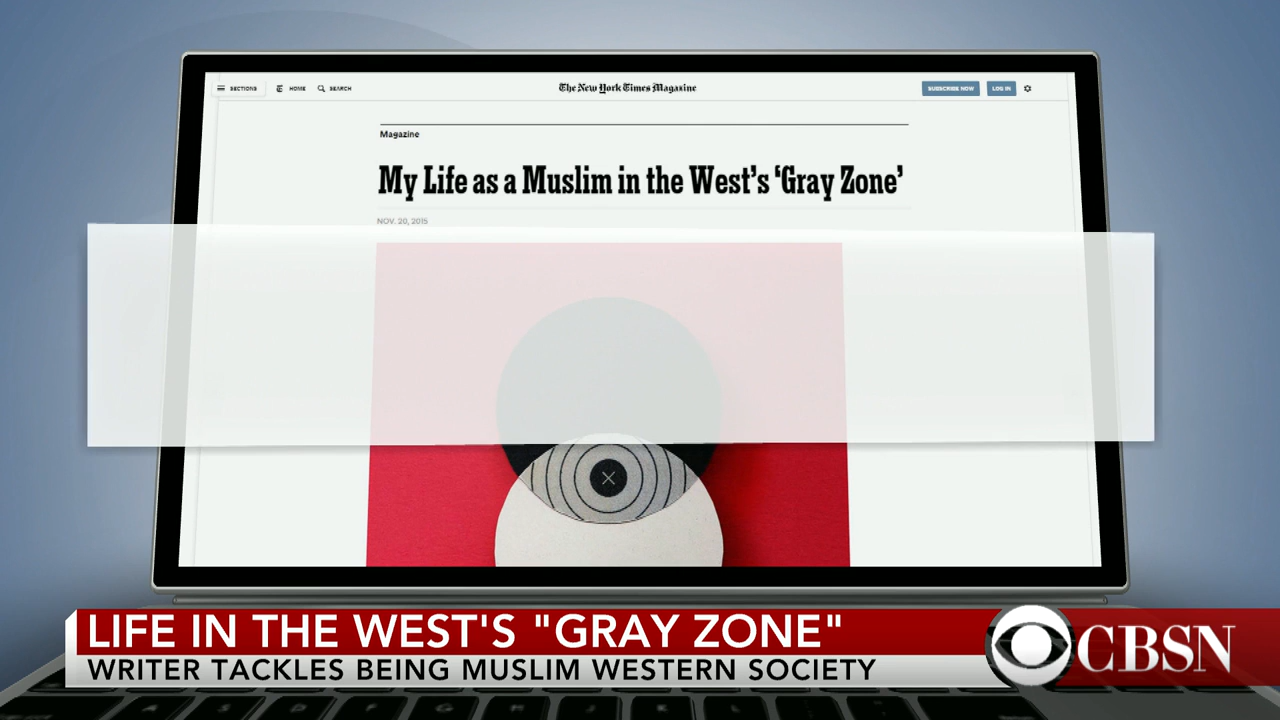 SECTIONS HOME SEARCH The New York Times Magazine SUBSCRIBE NOW LOG IN
Magazine
My Life as a Muslim in the West's 'Gray Zone'
NOV. 20, 2015
LIFE IN THE WEST'S "GRAY ZONE"
WRITER TACKLES BEING MUSLIM WESTERN SOCIETY
CBSN